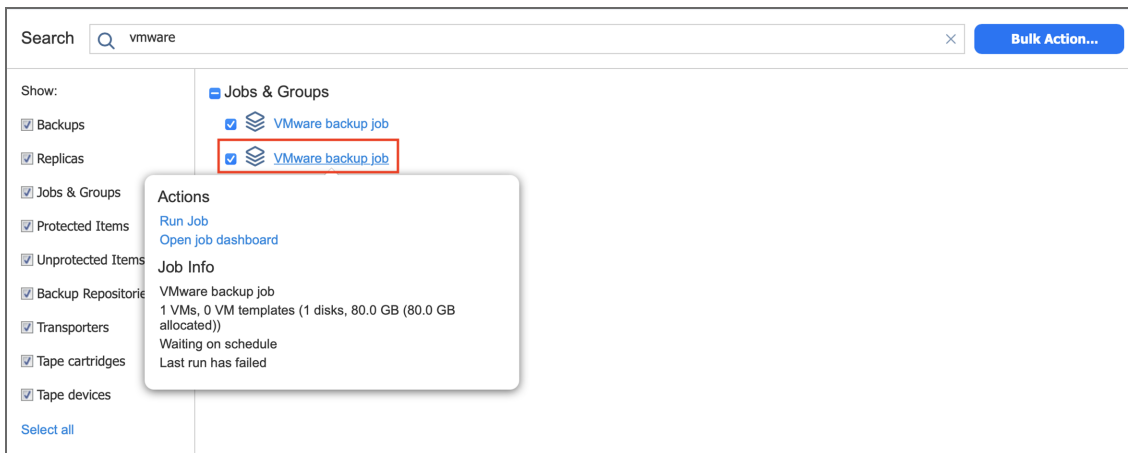 Search
vmware
Bulk Action...
Show:
Backups
Replicas
Jobs & Groups
Protected Items
Unprotected Items
Backup Repositorie
Transporters
Tape cartridges
Tape devices
Select all
Jobs & Groups
VMware backup job
VMware backup job
Actions
Run Job
Open job dashboard
Job Info
VMware backup job
1 VMs, 0 VM templates (1 disks, 80.0 GB (80.0 GB
allocated))
Waiting on schedule
Last run has failed